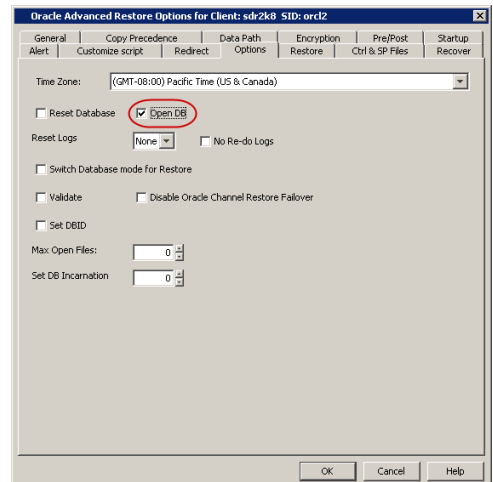 Oracle Advanced Restore Options for Client: sdr2k8 SID: orcl2
General Copy Precedence Data Path Encryption Pre/Post Startup
Alert Customize script Redirect Options Restore Ctrl & SP Files Recover
Time Zone: (GMT-08:00) Pacific Time (US & Canada)
Reset Database Open DB
Reset Logs None No Re-do Logs
Switch Database mode for Restore
Validate Disable Oracle Channel Restore Failover
Set DBID
Max Open Files: 0
Set DB Incarnation 0
OK Cancel Help